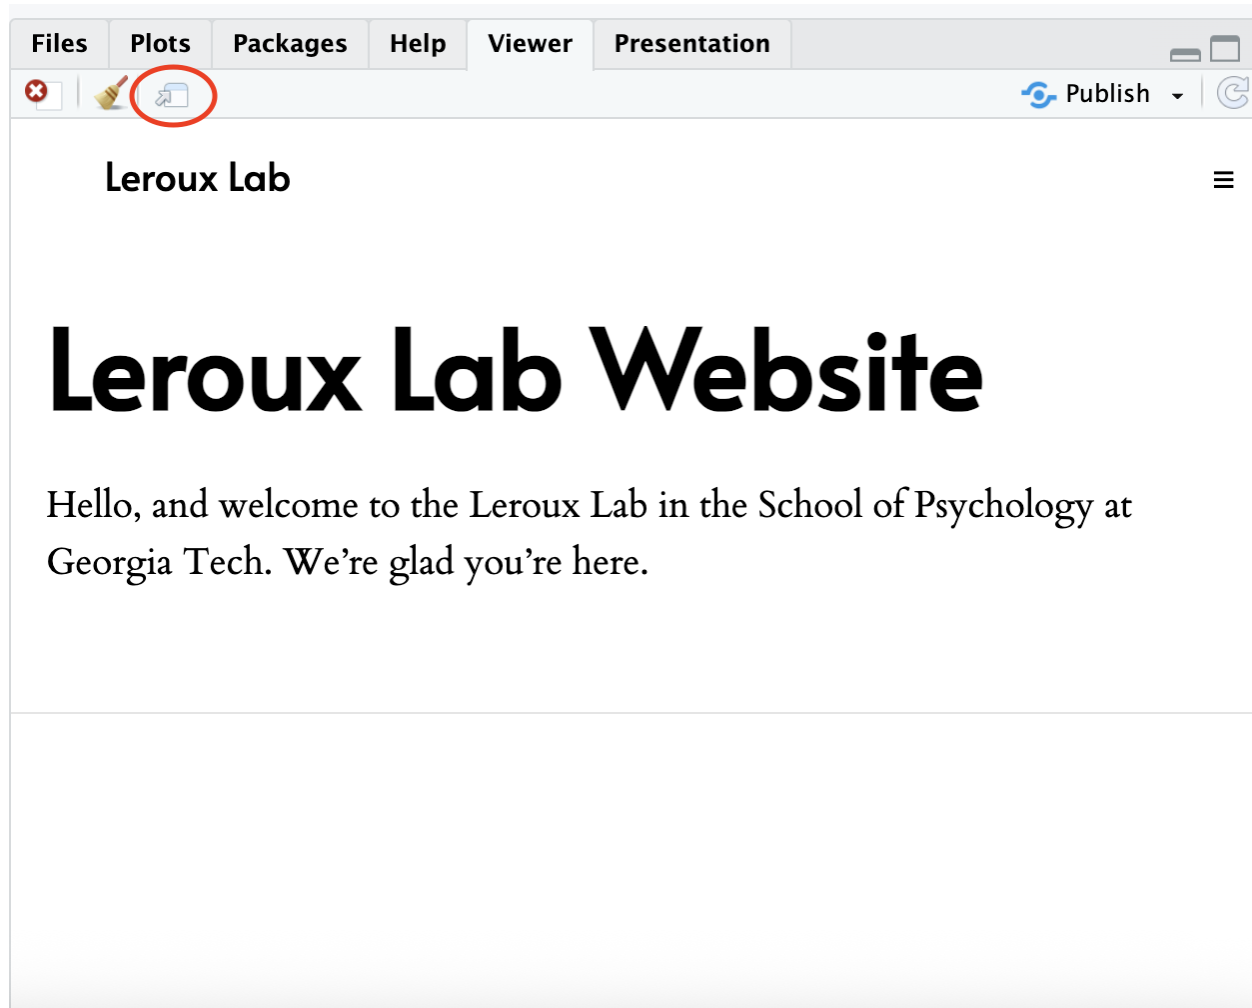 Files Plots Packages Help Viewer Presentation
Publish
Leroux Lab
Leroux Lab Website
Hello, and welcome to the Leroux Lab in the School of Psychology at
Georgia Tech. We’re glad you’re here.